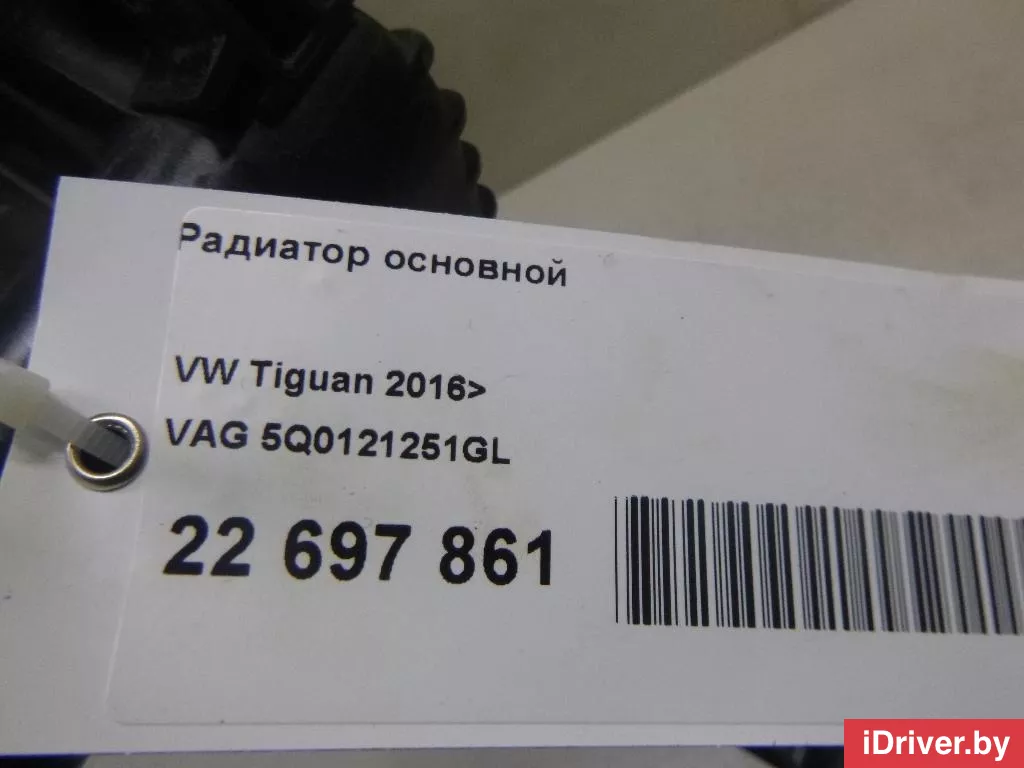 Радиатор основной
VW Tiguan 2016>
VAG 5Q0121251GL
22 697 861
iDriver.by